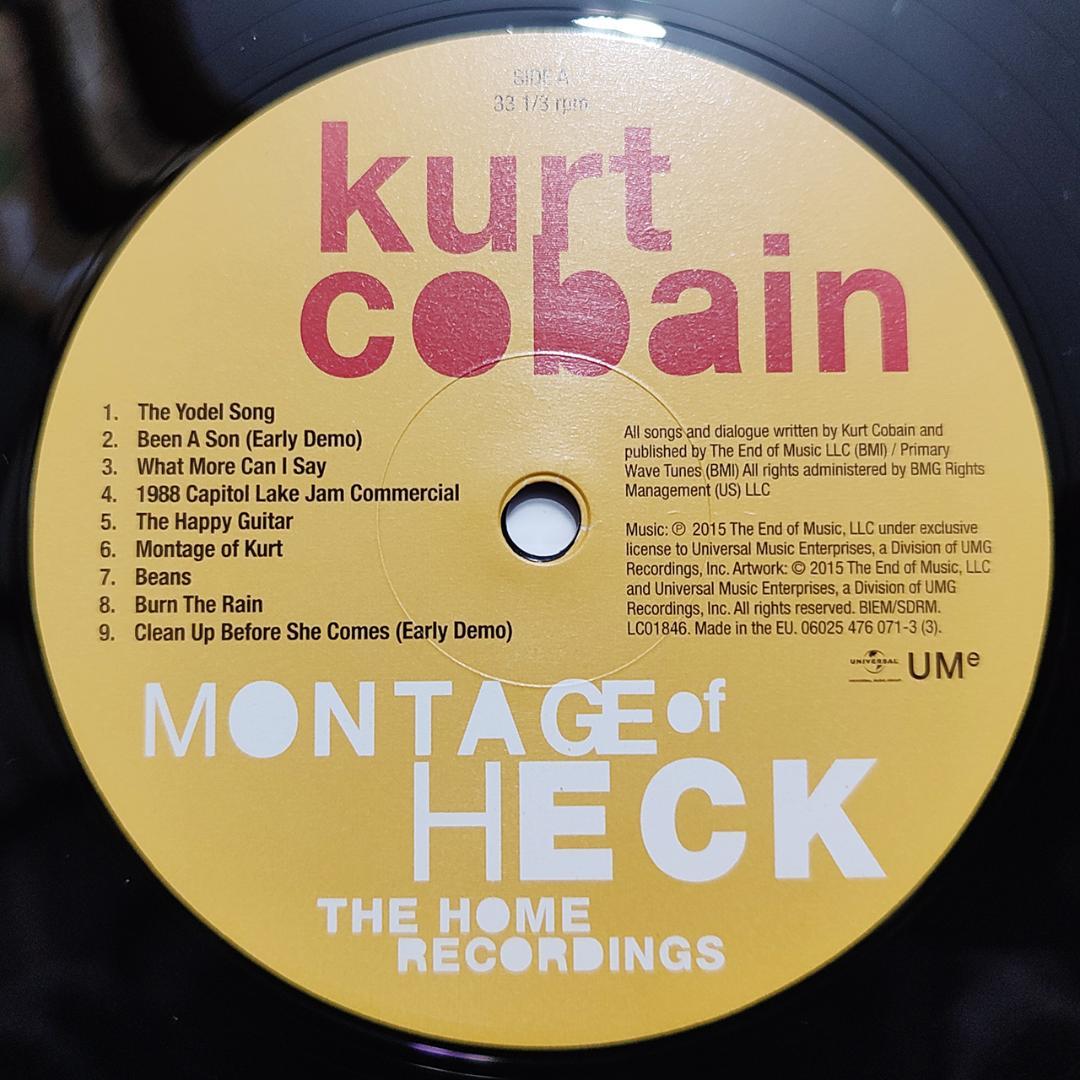 SIDE A
33 1/3 rpm
kurt
cobain
1. The Yodel Song
2. Been A Son (Early Demo)
3. What More Can I Say
4. 1988 Capitol Lake Jam Commercial
5. The Happy Guitar
6. Montage of Kurt
7. Beans
8. Burn The Rain
9. Clean Up Before She Comes (Early Demo)
All songs and dialogue written by Kurt Cobain and
published by The End of Music LLC (BMI) / Primary
Wave Tunes (BMI) All rights administered by BMG Rights
Management (US) LLC
Music: ℗ 2015 The End of Music, LLC under exclusive
license to Universal Music Enterprises, a Division of UMG
Recordings, Inc. Artwork: © 2015 The End of Music, LLC
and Universal Music Enterprises, a Division of UMG
Recordings, Inc. All rights reserved. BIEM/SDRM.
LC01846. Made in the EU. 06025 476 071-3 (3).
UNIVERSAL
UMe
MONTAGE of
HECK
THE HOME
RECORDINGS